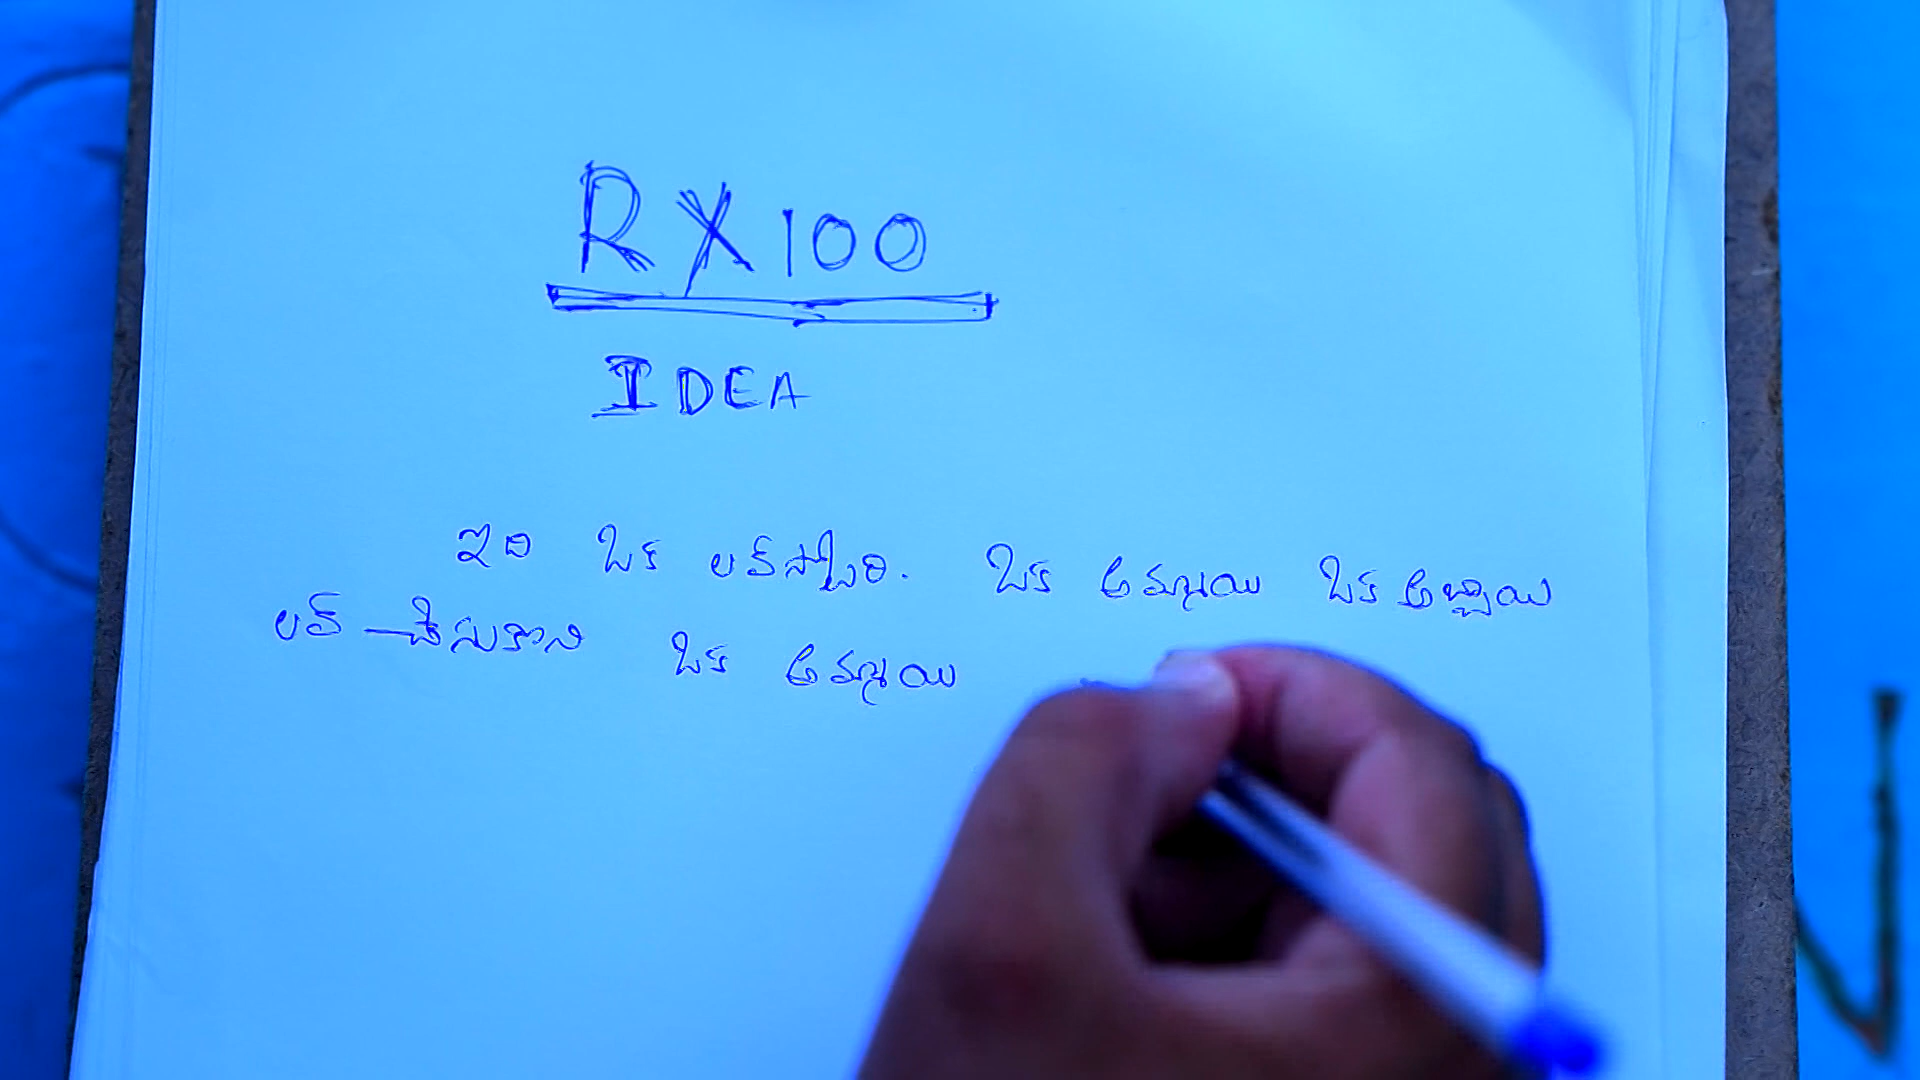 RX100
IDEA
ఇది ఒక లవ్ స్టోరి. ఒక అమ్మాయి ఒక అబ్బాయి
లవ్ చేసుకొని ఒక అమ్మాయి